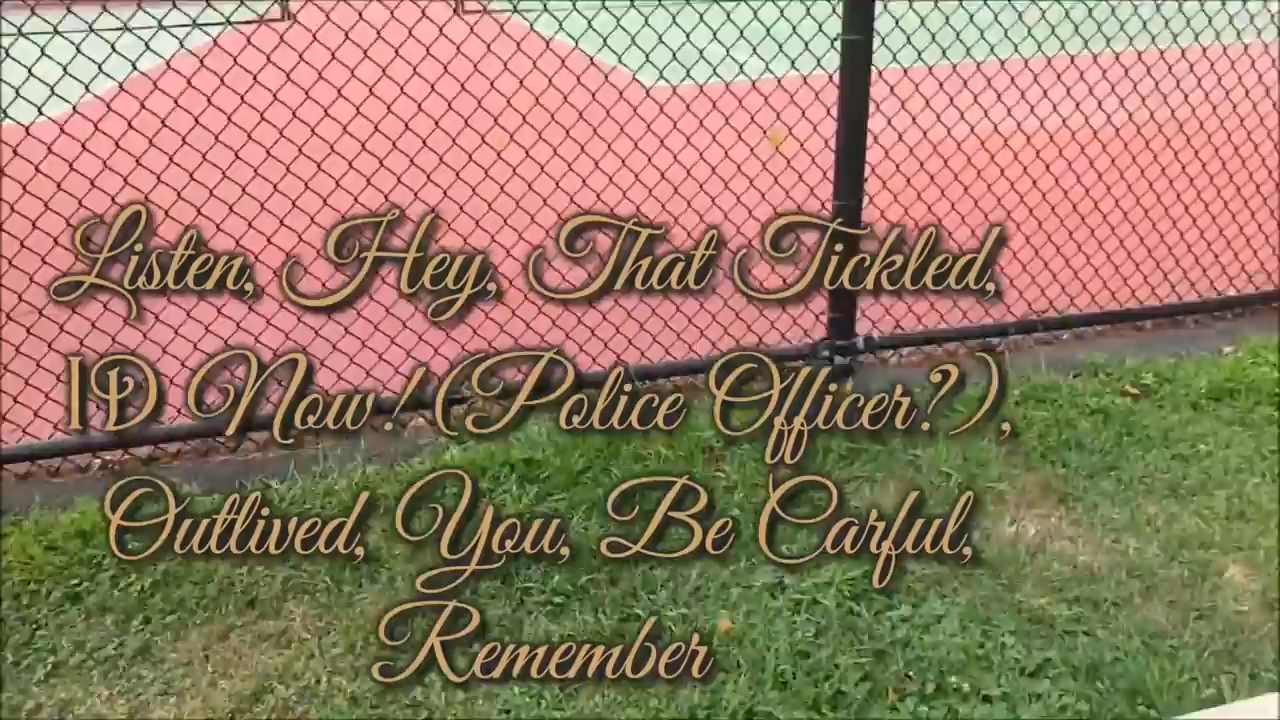 Listen, Hey, That Tickled,
ID Now! (Police Officer?),
Outlived, You, Be Carful,
Remember